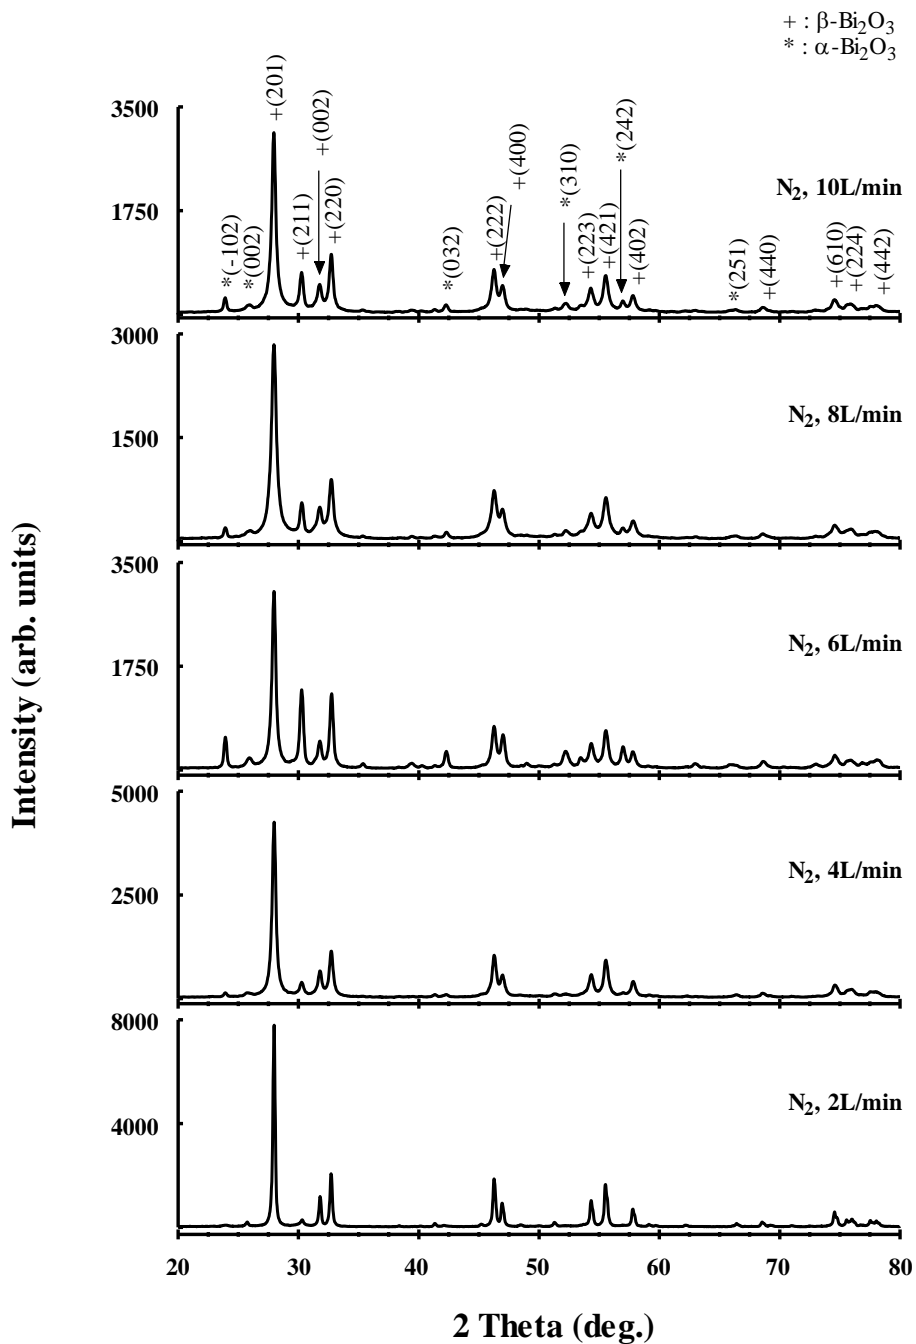 + : β-Bi₂O₃
* : α-Bi₂O₃
Intensity (arb. units)
3500
1750
*(-102)
*(002)
+(201)
+(211)
+(002)
+(220)
*(032)
+(222)
+(400)
*(310)
+(223)
+(421)
*(242)
+(402)
*(251)
+(440)
+(610)
+(224)
+(442)
N₂, 10L/min
3000
1500
N₂, 8L/min
3500
1750
N₂, 6L/min
5000
2500
N₂, 4L/min
8000
4000
N₂, 2L/min
20 30 40 50 60 70 80
2 Theta (deg.)